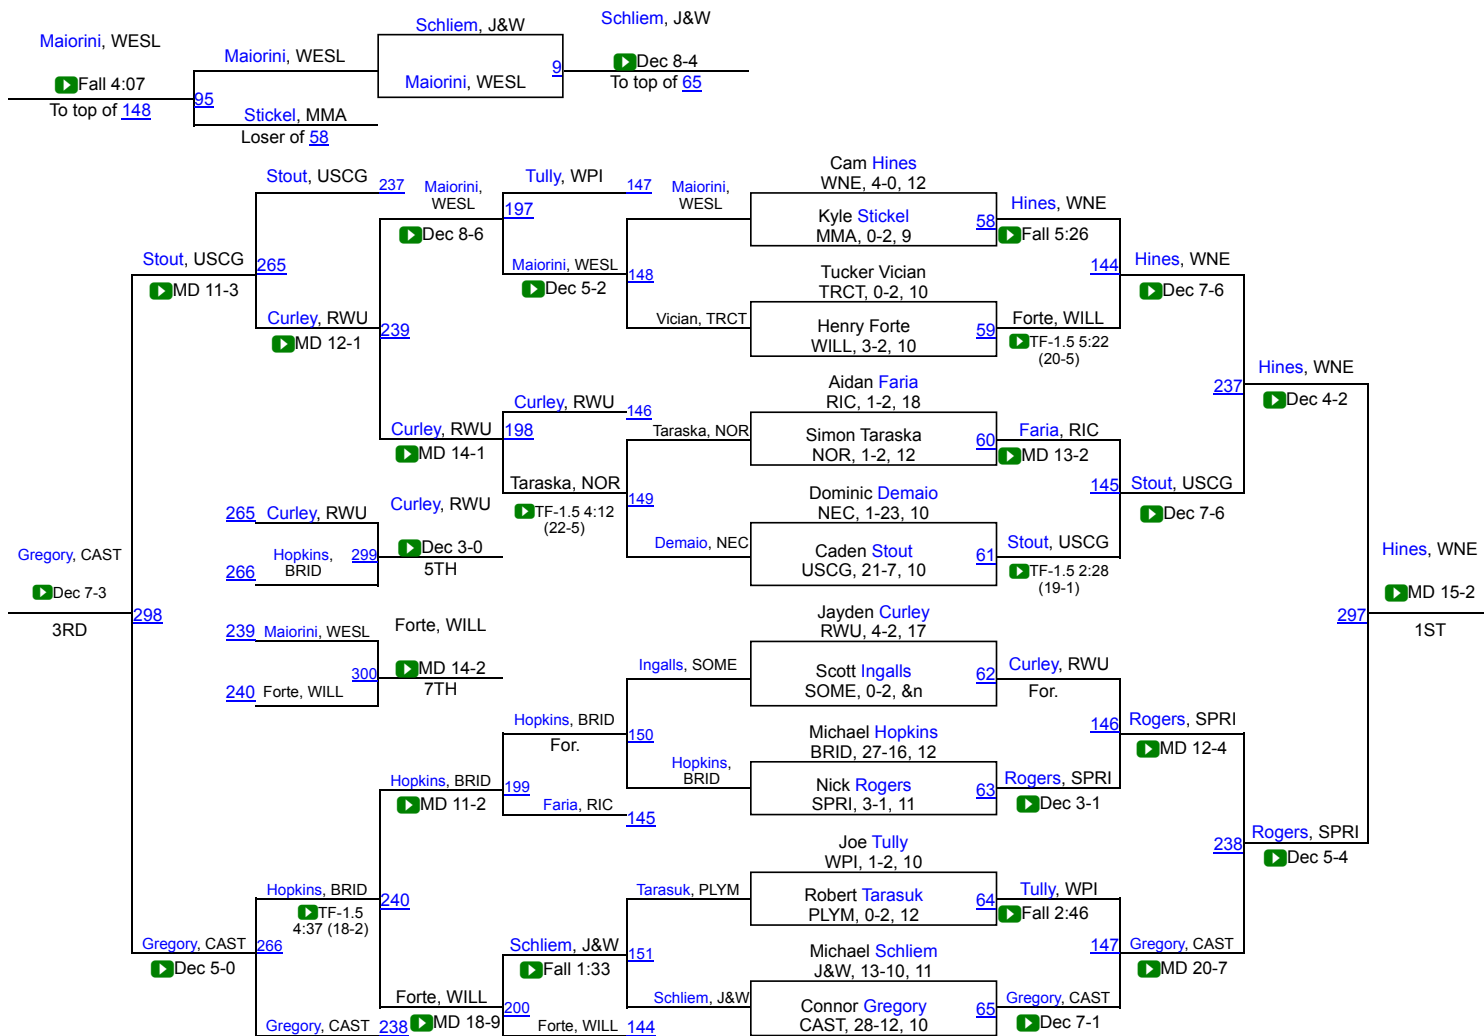 Maiorini, WESL
Fall 4:07
To top of 148
Maiorini, WESL
95
Stickel, MMA
Loser of 58
Schliem, J&W
Maiorini, WESL
9
Schliem, J&W
Dec 8-4
To top of 65
Stout, USCG
237
Stout, USCG
MD 11-3
265
Curley, RWU
MD 12-1
239
Maiorini,
WESL
Dec 8-6
Tully, WPI
147
197
Maiorini, WESL
Dec 5-2
148
Maiorini,
WESL
Vician, TRCT
Curley, RWU
MD 14-1
Curley, RWU
146
198
Taraska, NOR
TF-1.5 4:12
(22-5)
149
Taraska, NOR
Demaio, NEC
265
Curley, RWU
Hopkins,
BRID
266
299
Curley, RWU
Dec 3-0
5TH
Gregory, CAST
Dec 7-3
3RD
298
239
Maiorini, WESL
240
Forte, WILL
300
Forte, WILL
MD 14-2
7TH
Ingalls, SOME
Hopkins, BRID
For.
150
Hopkins,
BRID
Hopkins, BRID
MD 11-2
199
Faria, RIC
145
Hopkins, BRID
TF-1.5
4:37 (18-2)
240
Gregory, CAST
Dec 5-0
266
Gregory, CAST
238
Forte, WILL
MD 18-9
Schliem, J&W
Fall 1:33
200
Forte, WILL
144
Tarasuk, PLYM
151
Schliem, J&W
Cam Hines
WNE, 4-0, 12
Kyle Stickel
MMA, 0-2, 9
58
Hines, WNE
Fall 5:26
Tucker Vician
TRCT, 0-2, 10
Henry Forte
WILL, 3-2, 10
59
Forte, WILL
TF-1.5 5:22
(20-5)
144
Hines, WNE
Dec 7-6
Aidan Faria
RIC, 1-2, 18
Simon Taraska
NOR, 1-2, 12
60
Faria, RIC
MD 13-2
Dominic Demaio
NEC, 1-23, 10
Caden Stout
USCG, 21-7, 10
61
Stout, USCG
TF-1.5 2:28
(19-1)
145
Stout, USCG
Dec 7-6
237
Hines, WNE
Dec 4-2
Jayden Curley
RWU, 4-2, 17
Scott Ingalls
SOME, 0-2, &n
62
Curley, RWU
For.
Michael Hopkins
BRID, 27-16, 12
Nick Rogers
SPRI, 3-1, 11
63
Rogers, SPRI
Dec 3-1
146
Rogers, SPRI
MD 12-4
Joe Tully
WPI, 1-2, 10
Robert Tarasuk
PLYM, 0-2, 12
64
Tully, WPI
Fall 2:46
Michael Schliem
J&W, 13-10, 11
Connor Gregory
CAST, 28-12, 10
65
Gregory, CAST
Dec 7-1
147
Gregory, CAST
MD 20-7
238
Rogers, SPRI
Dec 5-4
297
Hines, WNE
MD 15-2
1ST